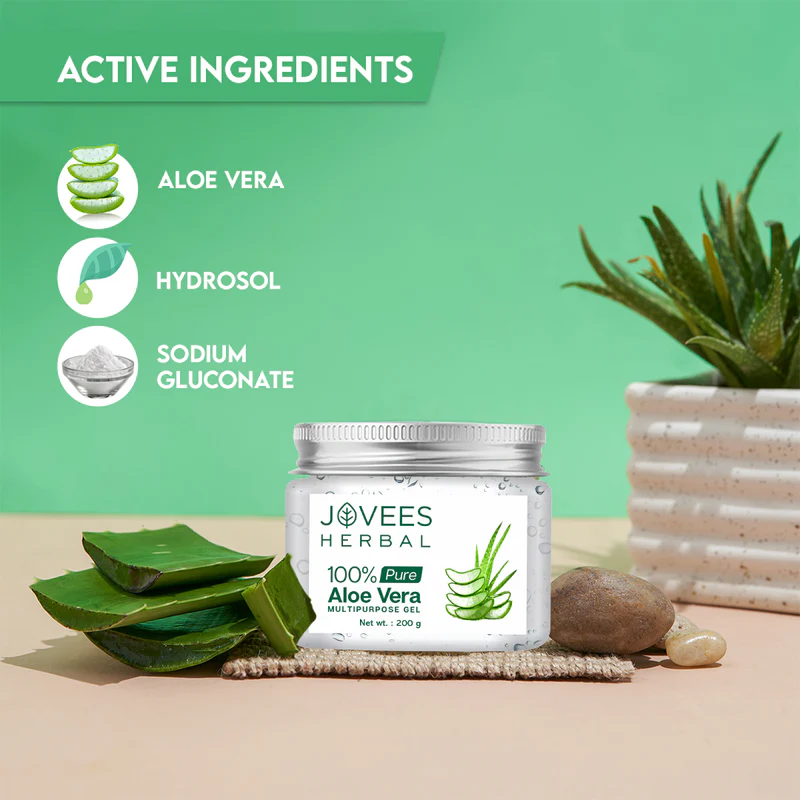 ACTIVE INGREDIENTS
ALOE VERA
HYDROSOL
SODIUM
GLUCONATE
JOVEES
HERBAL
100% Pure
Aloe Vera
MULTIPURPOSE GEL
Net wt. : 200 g